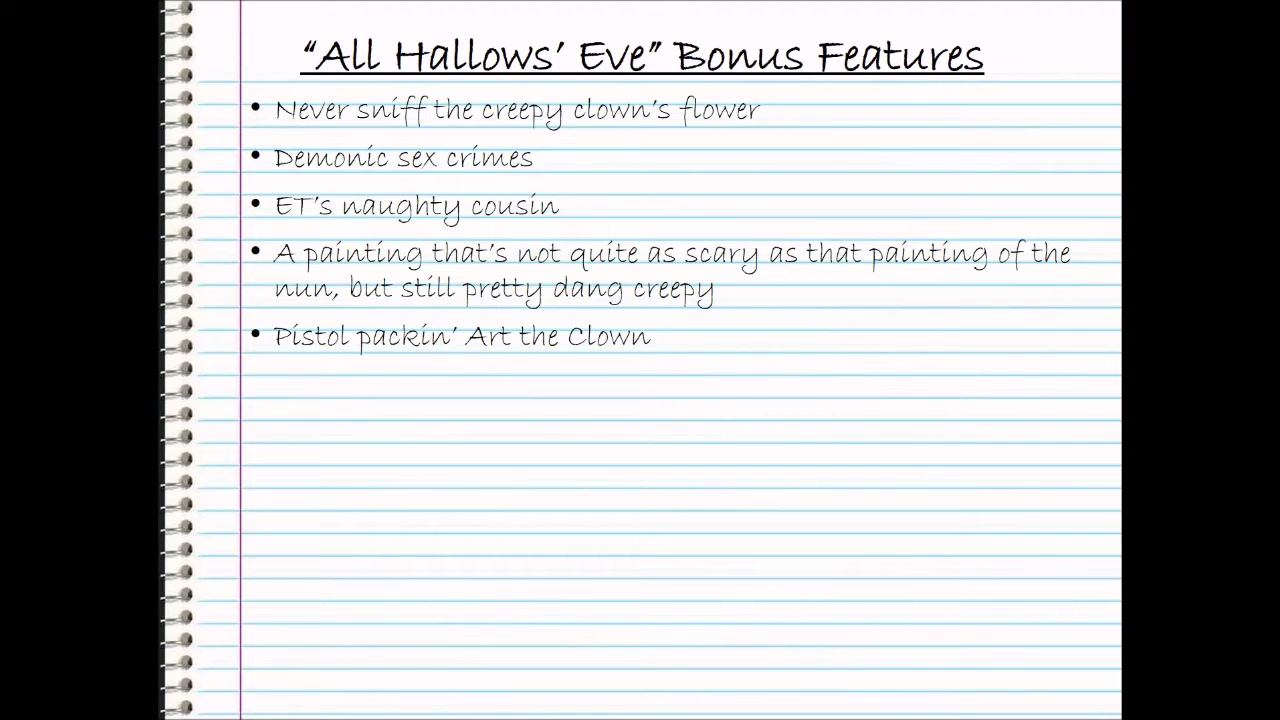 “All Hallows’ Eve” Bonus Features
• Never sniff the creepy clown’s flower
• Demonic sex crimes
• ET’s naughty cousin
• A painting that’s not quite as scary as that painting of the
nun, but still pretty dang creepy
• Pistol packin’ Art the Clown